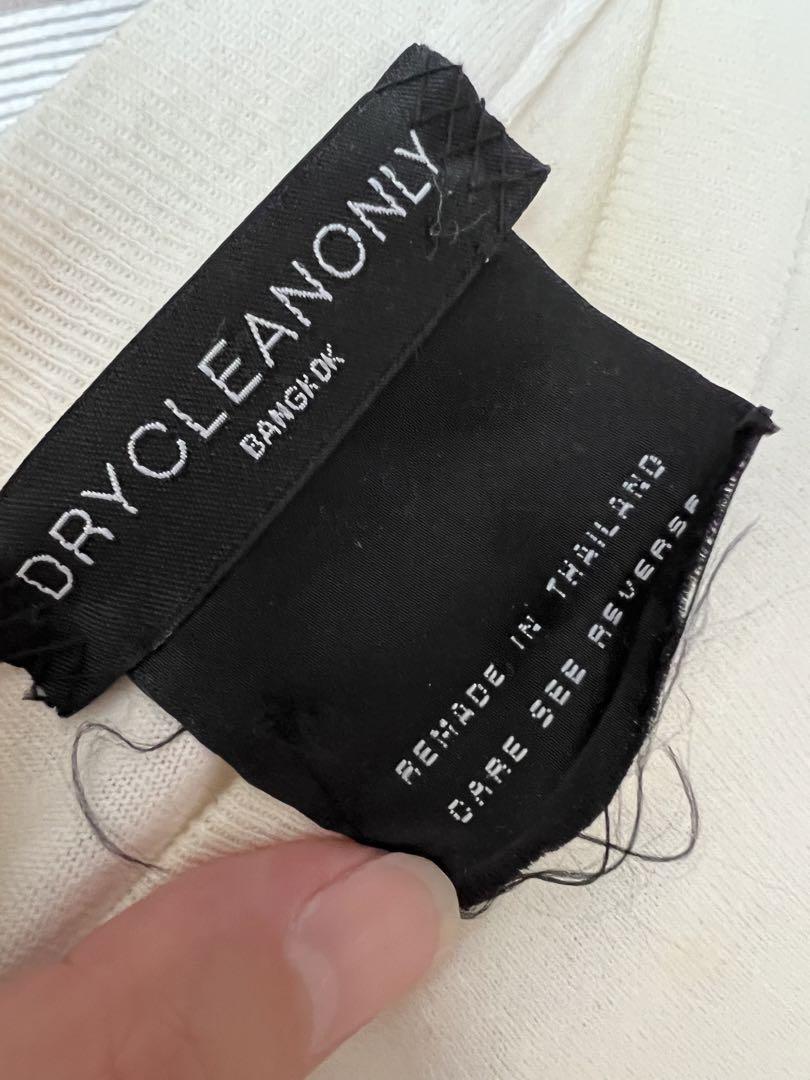 DRYCLEANONLY
BANGKOK
REMADE IN THAILAND
CARE SEE REVERSE